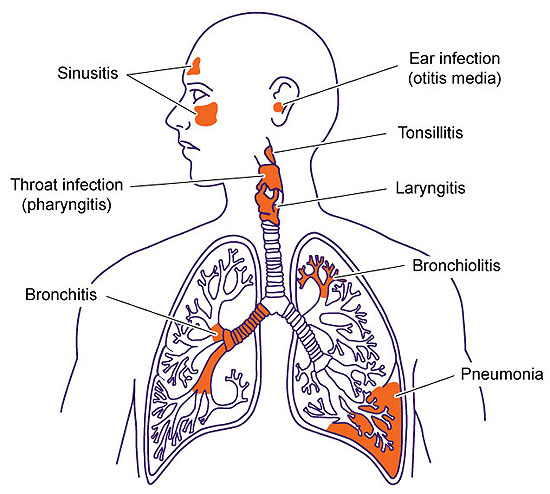 Sinusitis
Ear infection
(otitis media)
Tonsillitis
Throat infection
(pharyngitis)
Laryngitis
Bronchiolitis
Bronchitis
Pneumonia